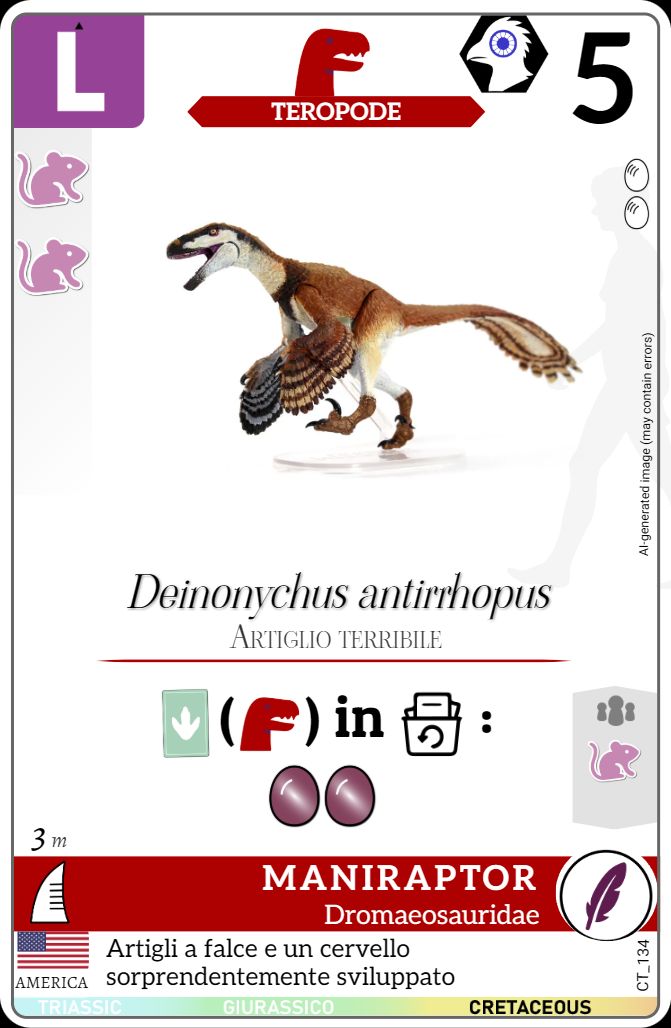 L
TEROPODE
5
AI-generated image (may contain errors)
Deinonychus antirrhopus
ARTIGLIO TERRIBILE
( ) in :
3 m
MANIRAPTOR
Dromaeosauridae
AMERICA
Artigli a falce e un cervello
sorprendentemente sviluppato
CT_134
TRIASSIC GIURASSICO CRETACEOUS